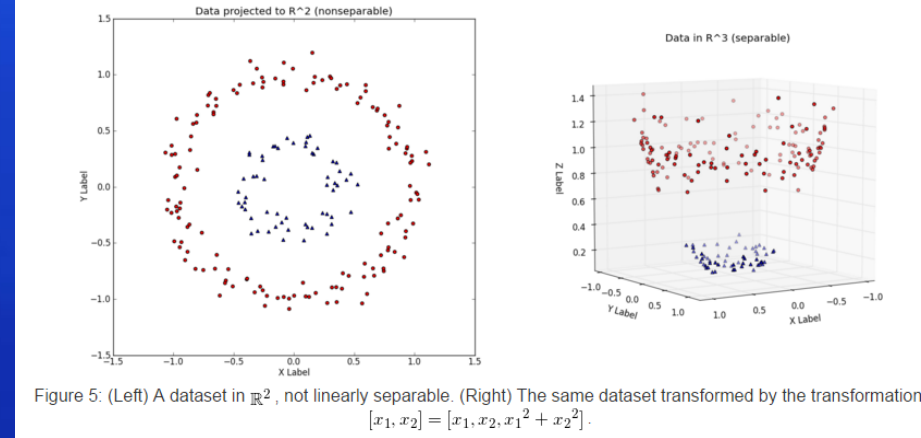 Data projected to R^2 (nonseparable)
1.5
1.0
0.5
0.0
−0.5
−1.0
−1.5
Y Label
−1.5 −1.0 −0.5 0.0 0.5 1.0 1.5
X Label
Data in R^3 (separable)
1.4
1.2
1.0
0.8
0.6
0.4
0.2
Z Label
−1.0 −0.5 0.0 0.5 1.0
Y Label
1.0 0.5 0.0 −0.5 −1.0
X Label
Figure 5: (Left) A dataset in ℝ², not linearly separable. (Right) The same dataset transformed by the transformation
[x₁, x₂] = [x₁, x₂, x₁² + x₂²].